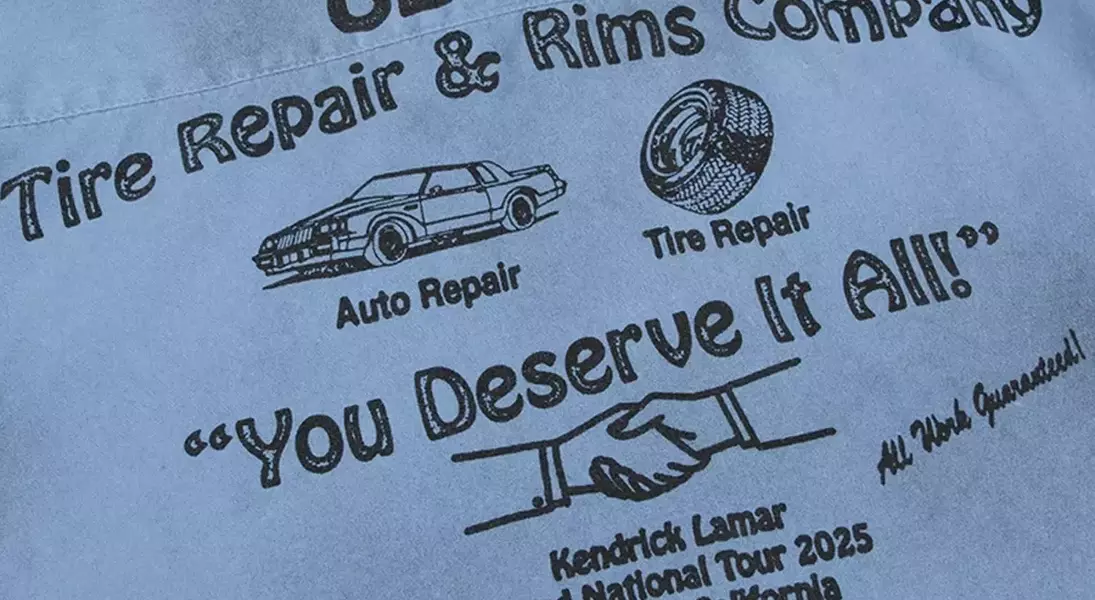 Tire Repair & Rims Company
Auto Repair
Tire Repair
“You Deserve It All!”
All Work Guaranteed!
Kendrick Lamar
National Tour 2025
California